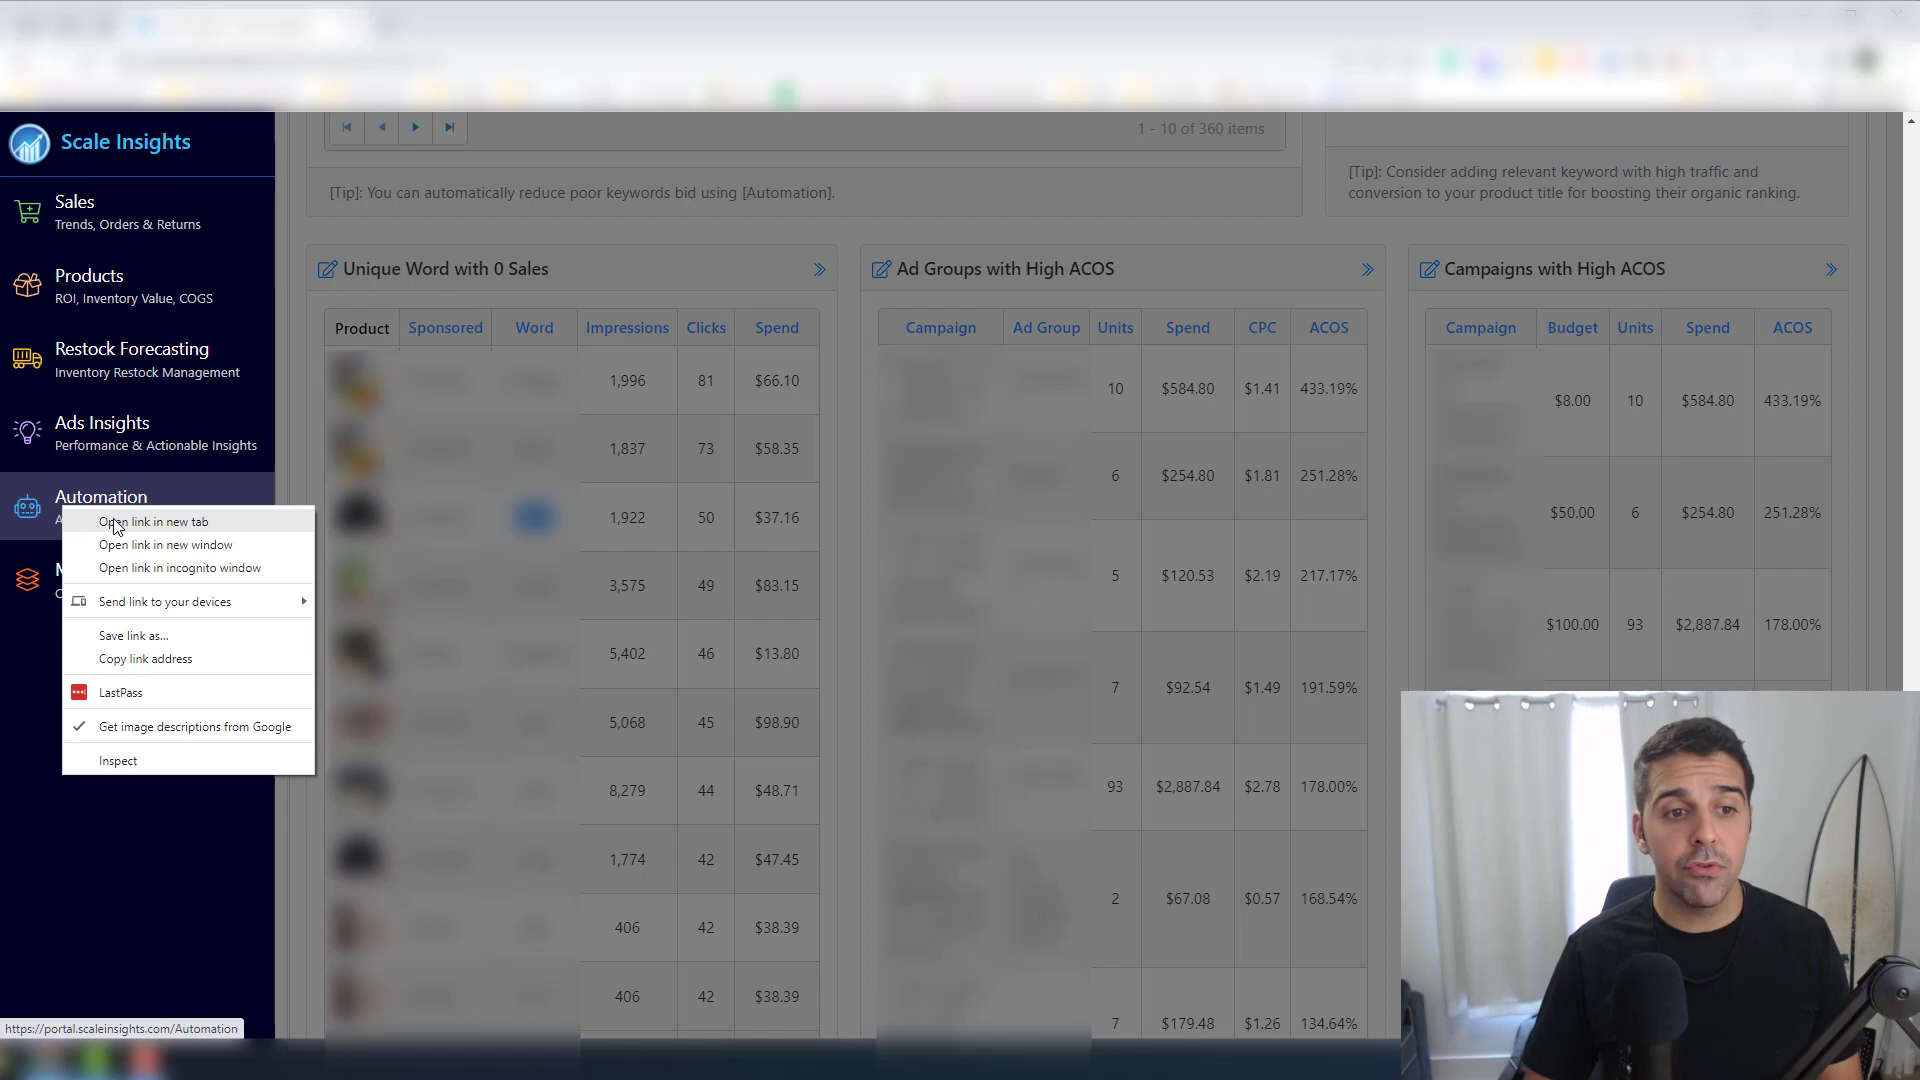 Scale Insights
Sales
Trends, Orders & Returns
Products
ROI, Inventory Value, COGS
Restock Forecasting
Inventory Restock Management
Ads Insights
Performance & Actionable Insights
Automation
Open link in new tab
Open link in new window
Open link in incognito window
Send link to your devices
Save link as...
Copy link address
LastPass
Get image descriptions from Google
Inspect
https://portal.scaleinsights.com/Automation
1 - 10 of 360 items
[Tip]: You can automatically reduce poor keywords bid using [Automation].
[Tip]: Consider adding relevant keyword with high traffic and
conversion to your product title for boosting their organic ranking.
Unique Word with 0 Sales
Product Sponsored Word Impressions Clicks Spend
1,996 81 $66.10
1,837 73 $58.35
1,922 50 $37.16
3,575 49 $83.15
5,402 46 $13.80
5,068 45 $98.90
8,279 44 $48.71
1,774 42 $47.45
406 42 $38.39
406 42 $38.39
Ad Groups with High ACOS
Campaign Ad Group Units Spend CPC ACOS
10 $584.80 $1.41 433.19%
6 $254.80 $1.81 251.28%
5 $120.53 $2.19 217.17%
7 $92.54 $1.49 191.59%
93 $2,887.84 $2.78 178.00%
2 $67.08 $0.57 168.54%
7 $179.48 $1.26 134.64%
Campaigns with High ACOS
Campaign Budget Units Spend ACOS
$8.00 10 $584.80 433.19%
$50.00 6 $254.80 251.28%
$100.00 93 $2,887.84 178.00%